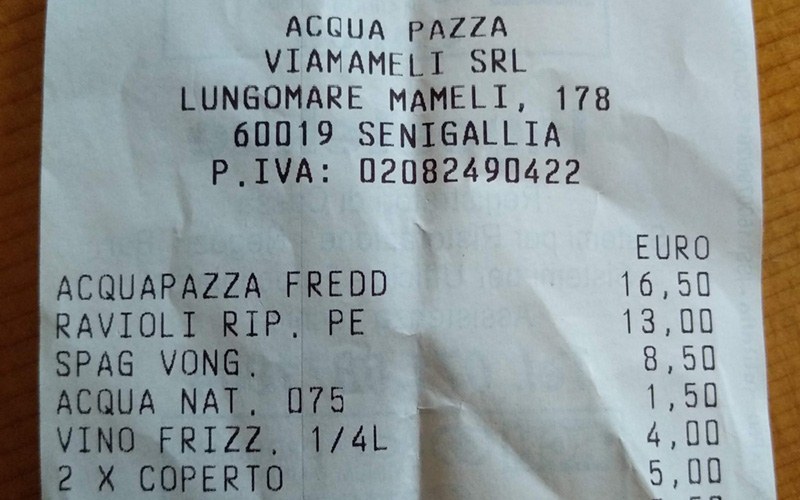 ACQUA PAZZA
VIAMAMELI SRL
LUNGOMARE MAMELI, 178
60019 SENIGALLIA
P.IVA: 02082490422
EURO
ACQUAPAZZA FREDD 16,50
RAVIOLI RIP. PE 13,00
SPAG VONG. 8,50
ACQUA NAT. 075 1,50
VINO FRIZZ. 1/4L 4,00
2 X COPERTO 5,00